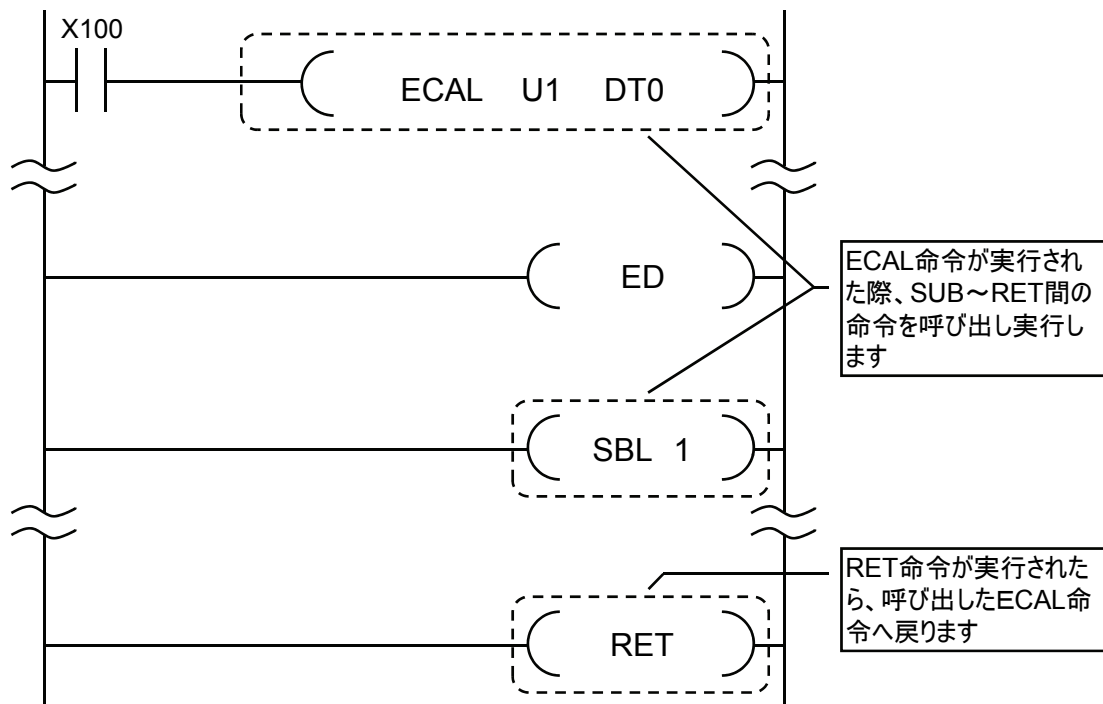 X100
ECAL U1 DT0
ED
ECAL命令が実行され
た際、SUB～RET間の
命令を呼び出し実行し
ます
SBL 1
RET命令が実行された
ら、呼び出したECAL命
令へ戻ります
RET